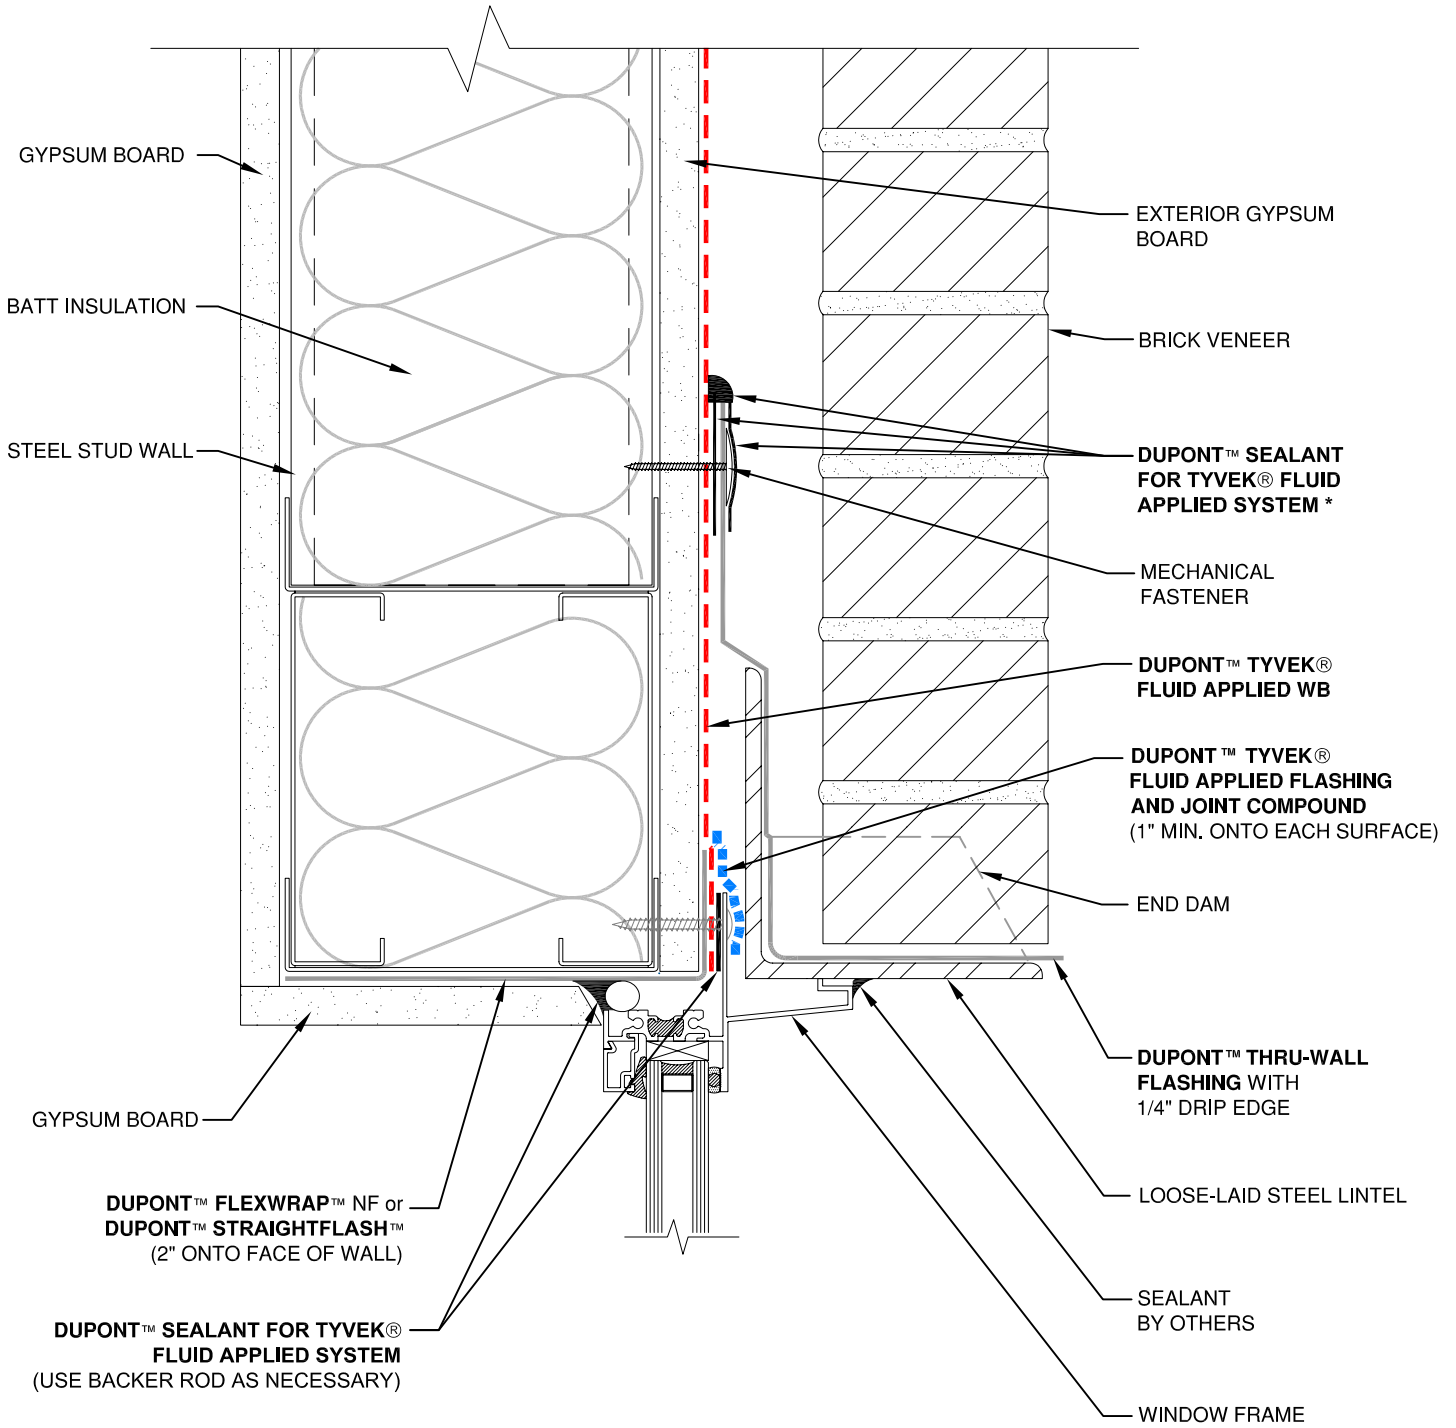 GYPSUM BOARD
BATT INSULATION
STEEL STUD WALL
GYPSUM BOARD
DUPONT™ FLEXWRAP™ NF or
DUPONT™ STRAIGHTFLASH™
(2" ONTO FACE OF WALL)
DUPONT™ SEALANT FOR TYVEK®
FLUID APPLIED SYSTEM
(USE BACKER ROD AS NECESSARY)
EXTERIOR GYPSUM
BOARD
BRICK VENEER
DUPONT™ SEALANT
FOR TYVEK® FLUID
APPLIED SYSTEM *
MECHANICAL
FASTENER
DUPONT™ TYVEK®
FLUID APPLIED WB
DUPONT™ TYVEK®
FLUID APPLIED FLASHING
AND JOINT COMPOUND
(1" MIN. ONTO EACH SURFACE)
END DAM
DUPONT™ THRU-WALL
FLASHING WITH
1/4" DRIP EDGE
LOOSE-LAID STEEL LINTEL
SEALANT
BY OTHERS
WINDOW FRAME